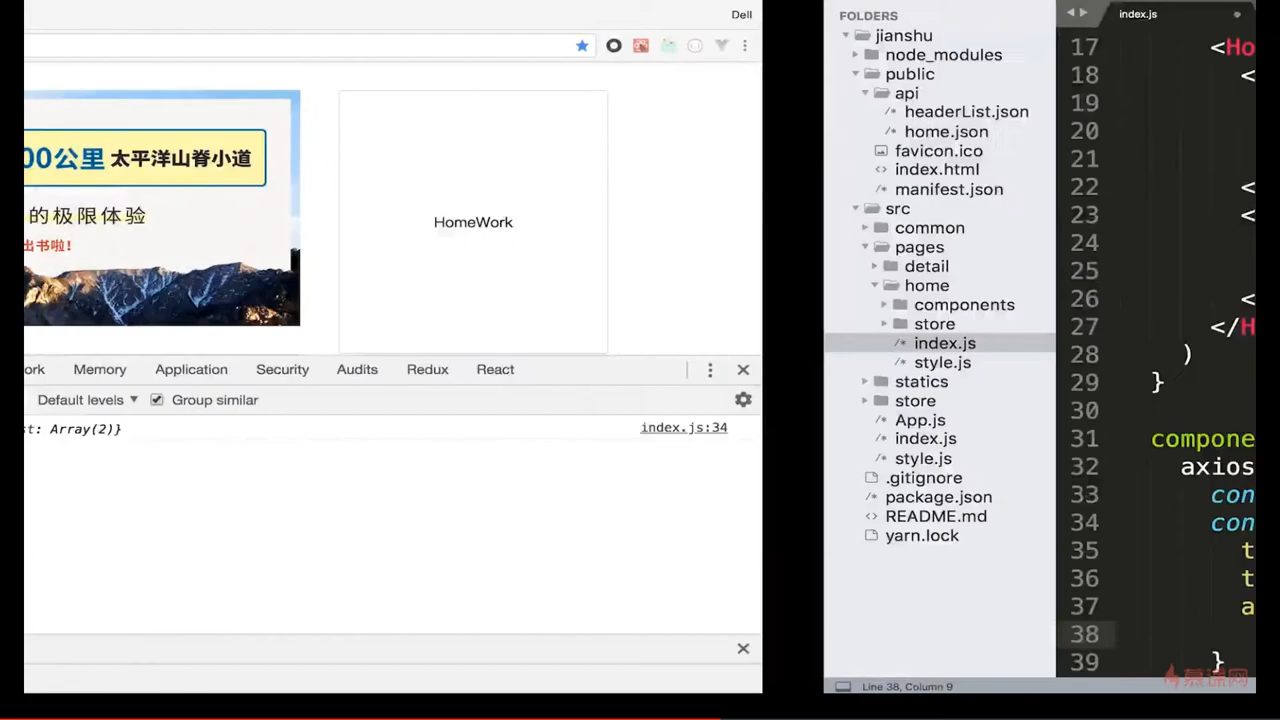 Dell
00公里 太平洋山脊小道
的极限体验
出书啦!
HomeWork
ork Memory Application Security Audits Redux React
Default levels ▼ Group similar
st: Array(2)} index.js:34
FOLDERS
jianshu
node_modules
public
api
headerList.json
home.json
favicon.ico
index.html
manifest.json
src
common
pages
detail
home
components
store
index.js
style.js
statics
store
App.js
index.js
style.js
.gitignore
package.json
README.md
yarn.lock
index.js
17 <Ho
18 <
19
20
21
22 <
23 <
24
25
26 <
27 </H
28 )
29 }
30
31 compone
32 axios
33 con
34 con
35 t
36 t
37 a
38
39 }
慕课网
Line 38, Column 9